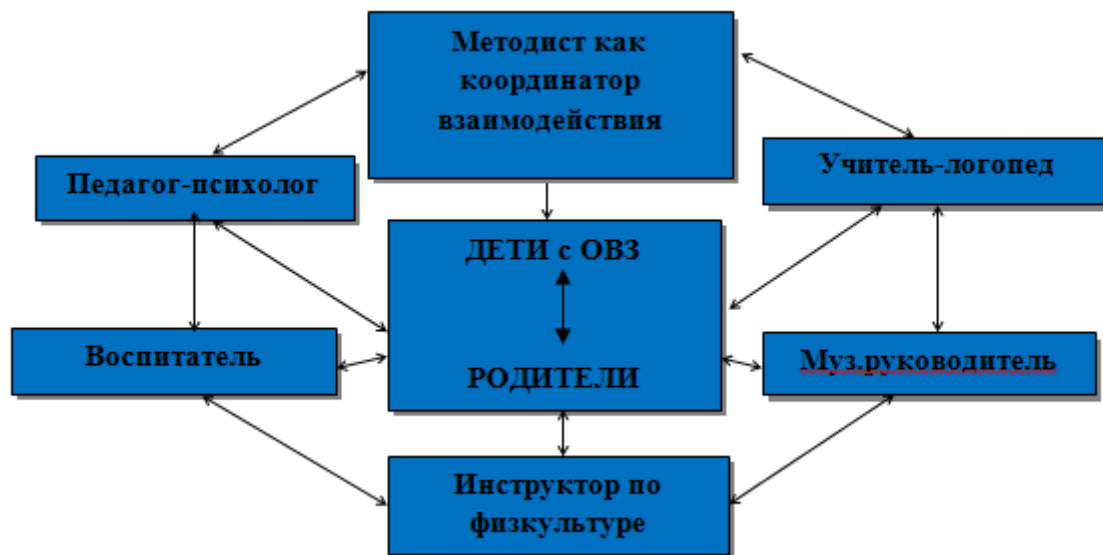 Методист как
координатор
взаимодействия
Педагог-психолог
Учитель-логопед
ДЕТИ с ОВЗ
РОДИТЕЛИ
Воспитатель
Муз.руководитель
Инструктор по
физкультуре